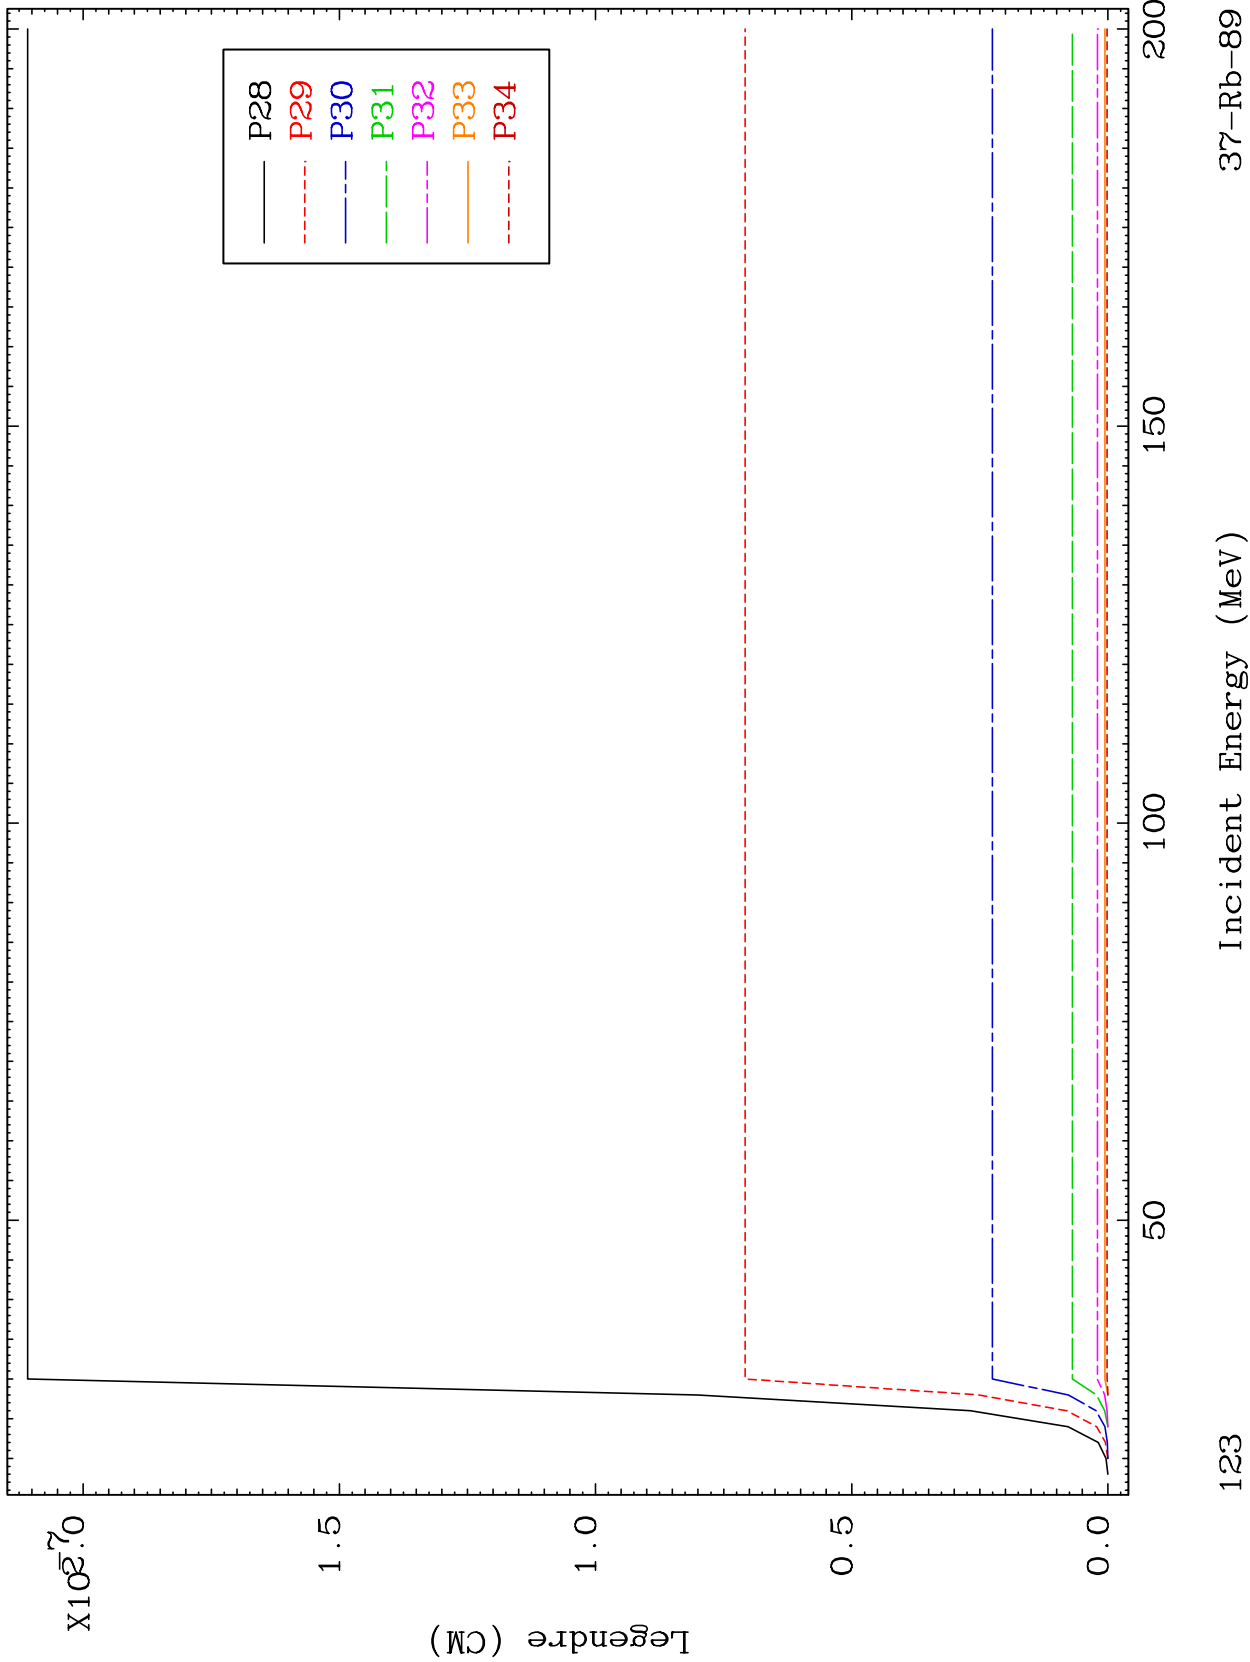 X10-7
2.0
1.5
1.0
0.5
0.0
Legendre (CM)
P28
P29
P30
P31
P32
P33
P34
50
100
150
200
Incident Energy (MeV)
123
37-Rb-89